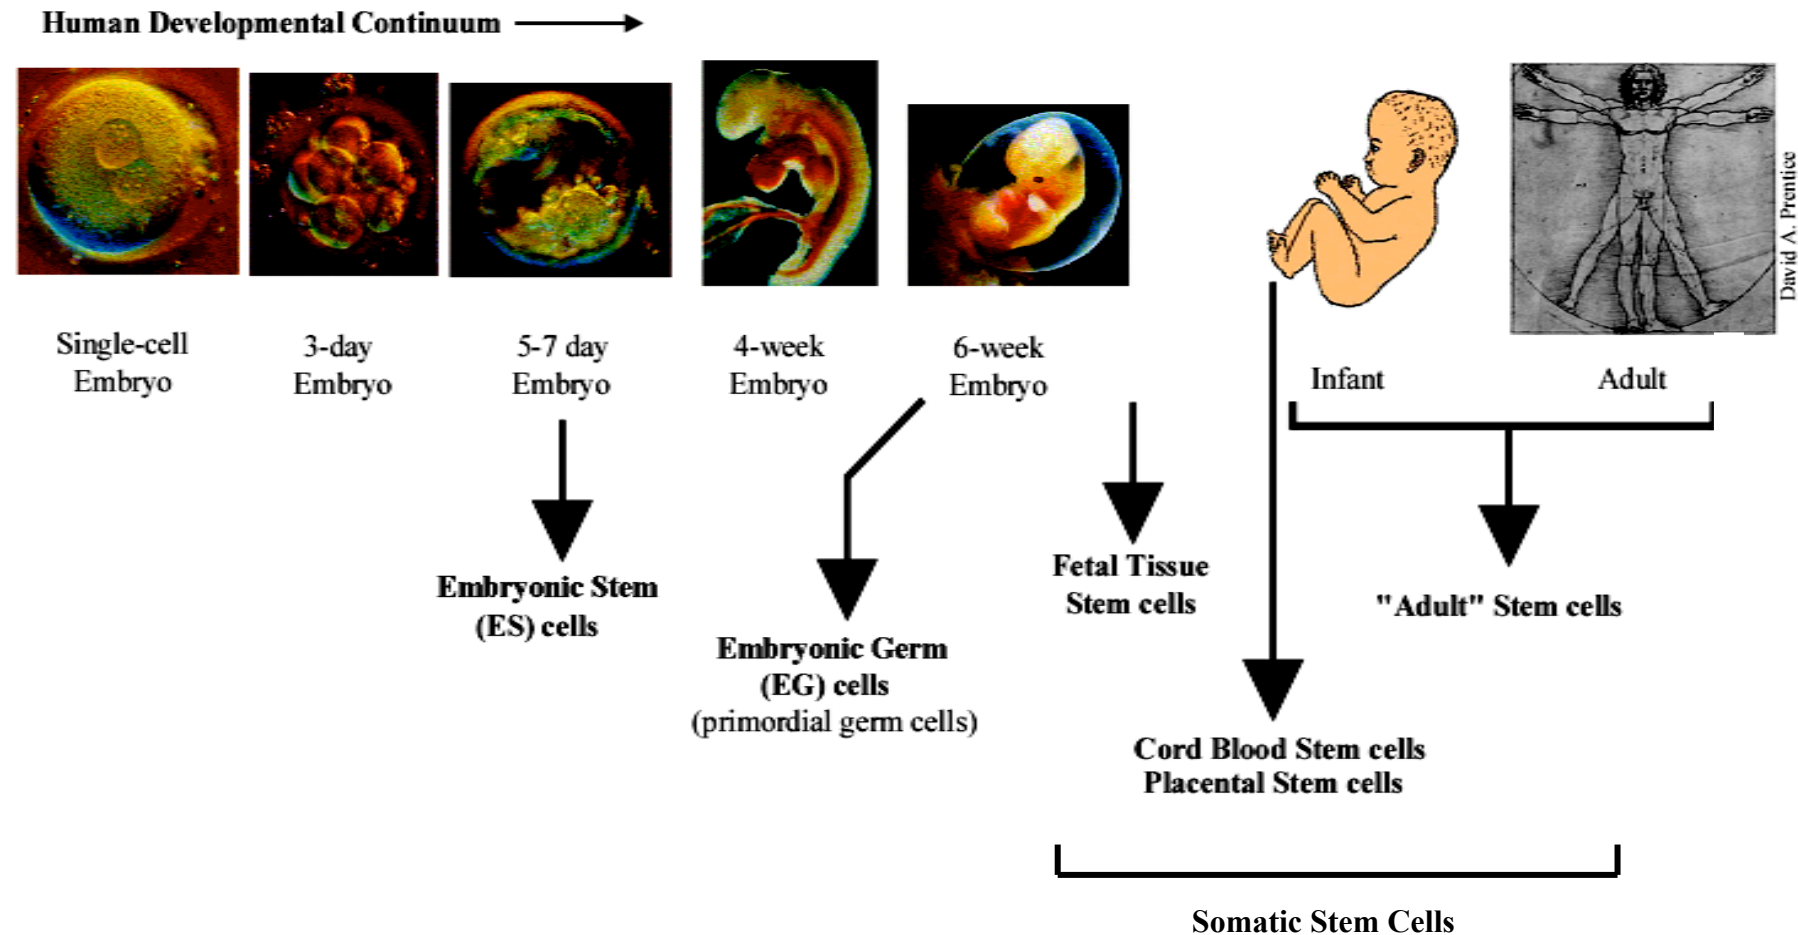 Human Developmental Continuum
David A. Prentice
Single-cell
Embryo
3-day
Embryo
5-7 day
Embryo
4-week
Embryo
6-week
Embryo
Infant
Adult
Embryonic Stem
(ES) cells
Embryonic Germ
(EG) cells
(primordial germ cells)
Fetal Tissue
Stem cells
"Adult" Stem cells
Cord Blood Stem cells
Placental Stem cells
Somatic Stem Cells